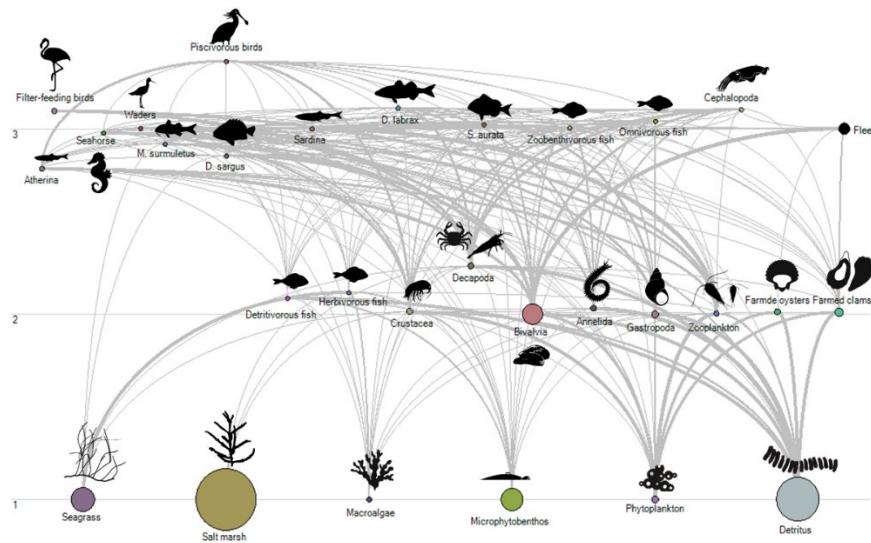 Piscivorous birds
Filter-feeding birds
Waders
D. labrax
Cephalopoda
3
Seahorse
M. surmuletus
D. sargus
Sardina
S. aurata
Zoobenthivorous fish
Omnivorous fish
Fleet
Atherina
Decapoda
Detritivorous fish
Herbivorous fish
Crustacea
2
Bivalvia
Annelida
Gastropoda
Zooplankton
Farmde oysters
Farmed clams
1
Seagrass
Salt marsh
Macroalgae
Microphytobenthos
Phytoplankton
Detritus